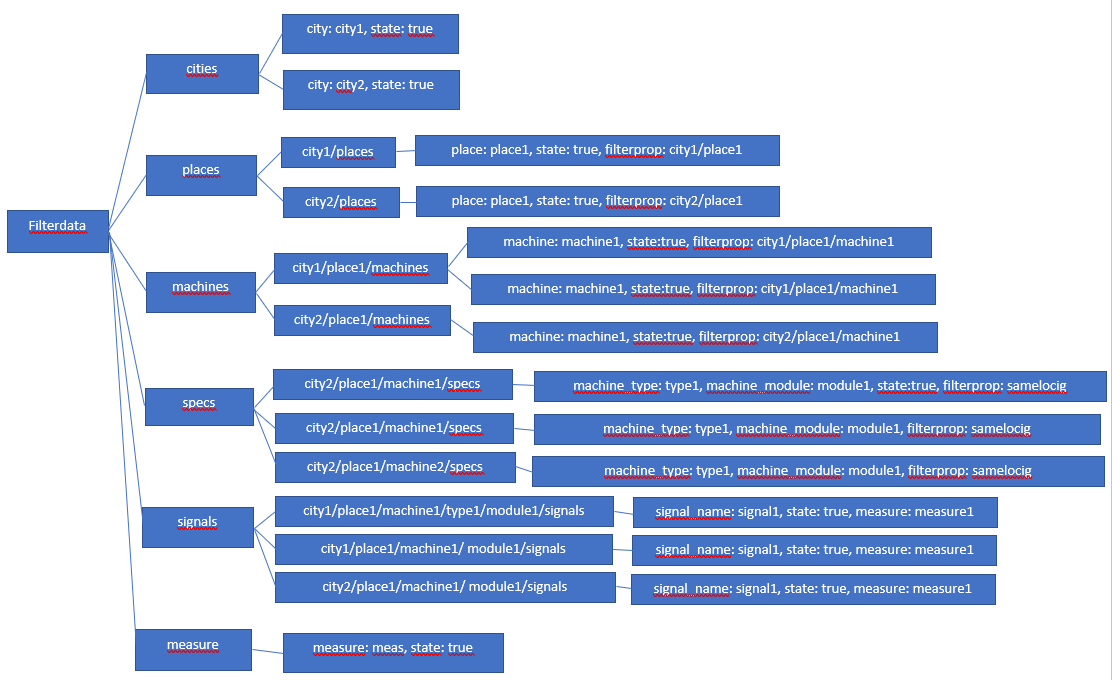 Filterdata
cities
city: city1, state: true
city: city2, state: true
places
city1/places
place: place1, state: true, filterprop: city1/place1
city2/places
place: place1, state: true, filterprop: city2/place1
machines
city1/place1/machines
machine: machine1, state:true, filterprop: city1/place1/machine1
machine: machine1, state:true, filterprop: city1/place1/machine1
city2/place1/machines
machine: machine1, state:true, filterprop: city2/place1/machine1
specs
city2/place1/machine1/specs
machine_type: type1, machine_module: module1, state:true, filterprop: samelocig
city2/place1/machine1/specs
machine_type: type1, machine_module: module1, filterprop: samelocig
city2/place1/machine2/specs
machine_type: type1, machine_module: module1, filterprop: samelocig
signals
city1/place1/machine1/type1/module1/signals
signal_name: signal1, state: true, measure: measure1
city1/place1/machine1/ module1/signals
signal_name: signal1, state: true, measure: measure1
city2/place1/machine1/ module1/signals
signal_name: signal1, state: true, measure: measure1
measure
measure: meas, state: true